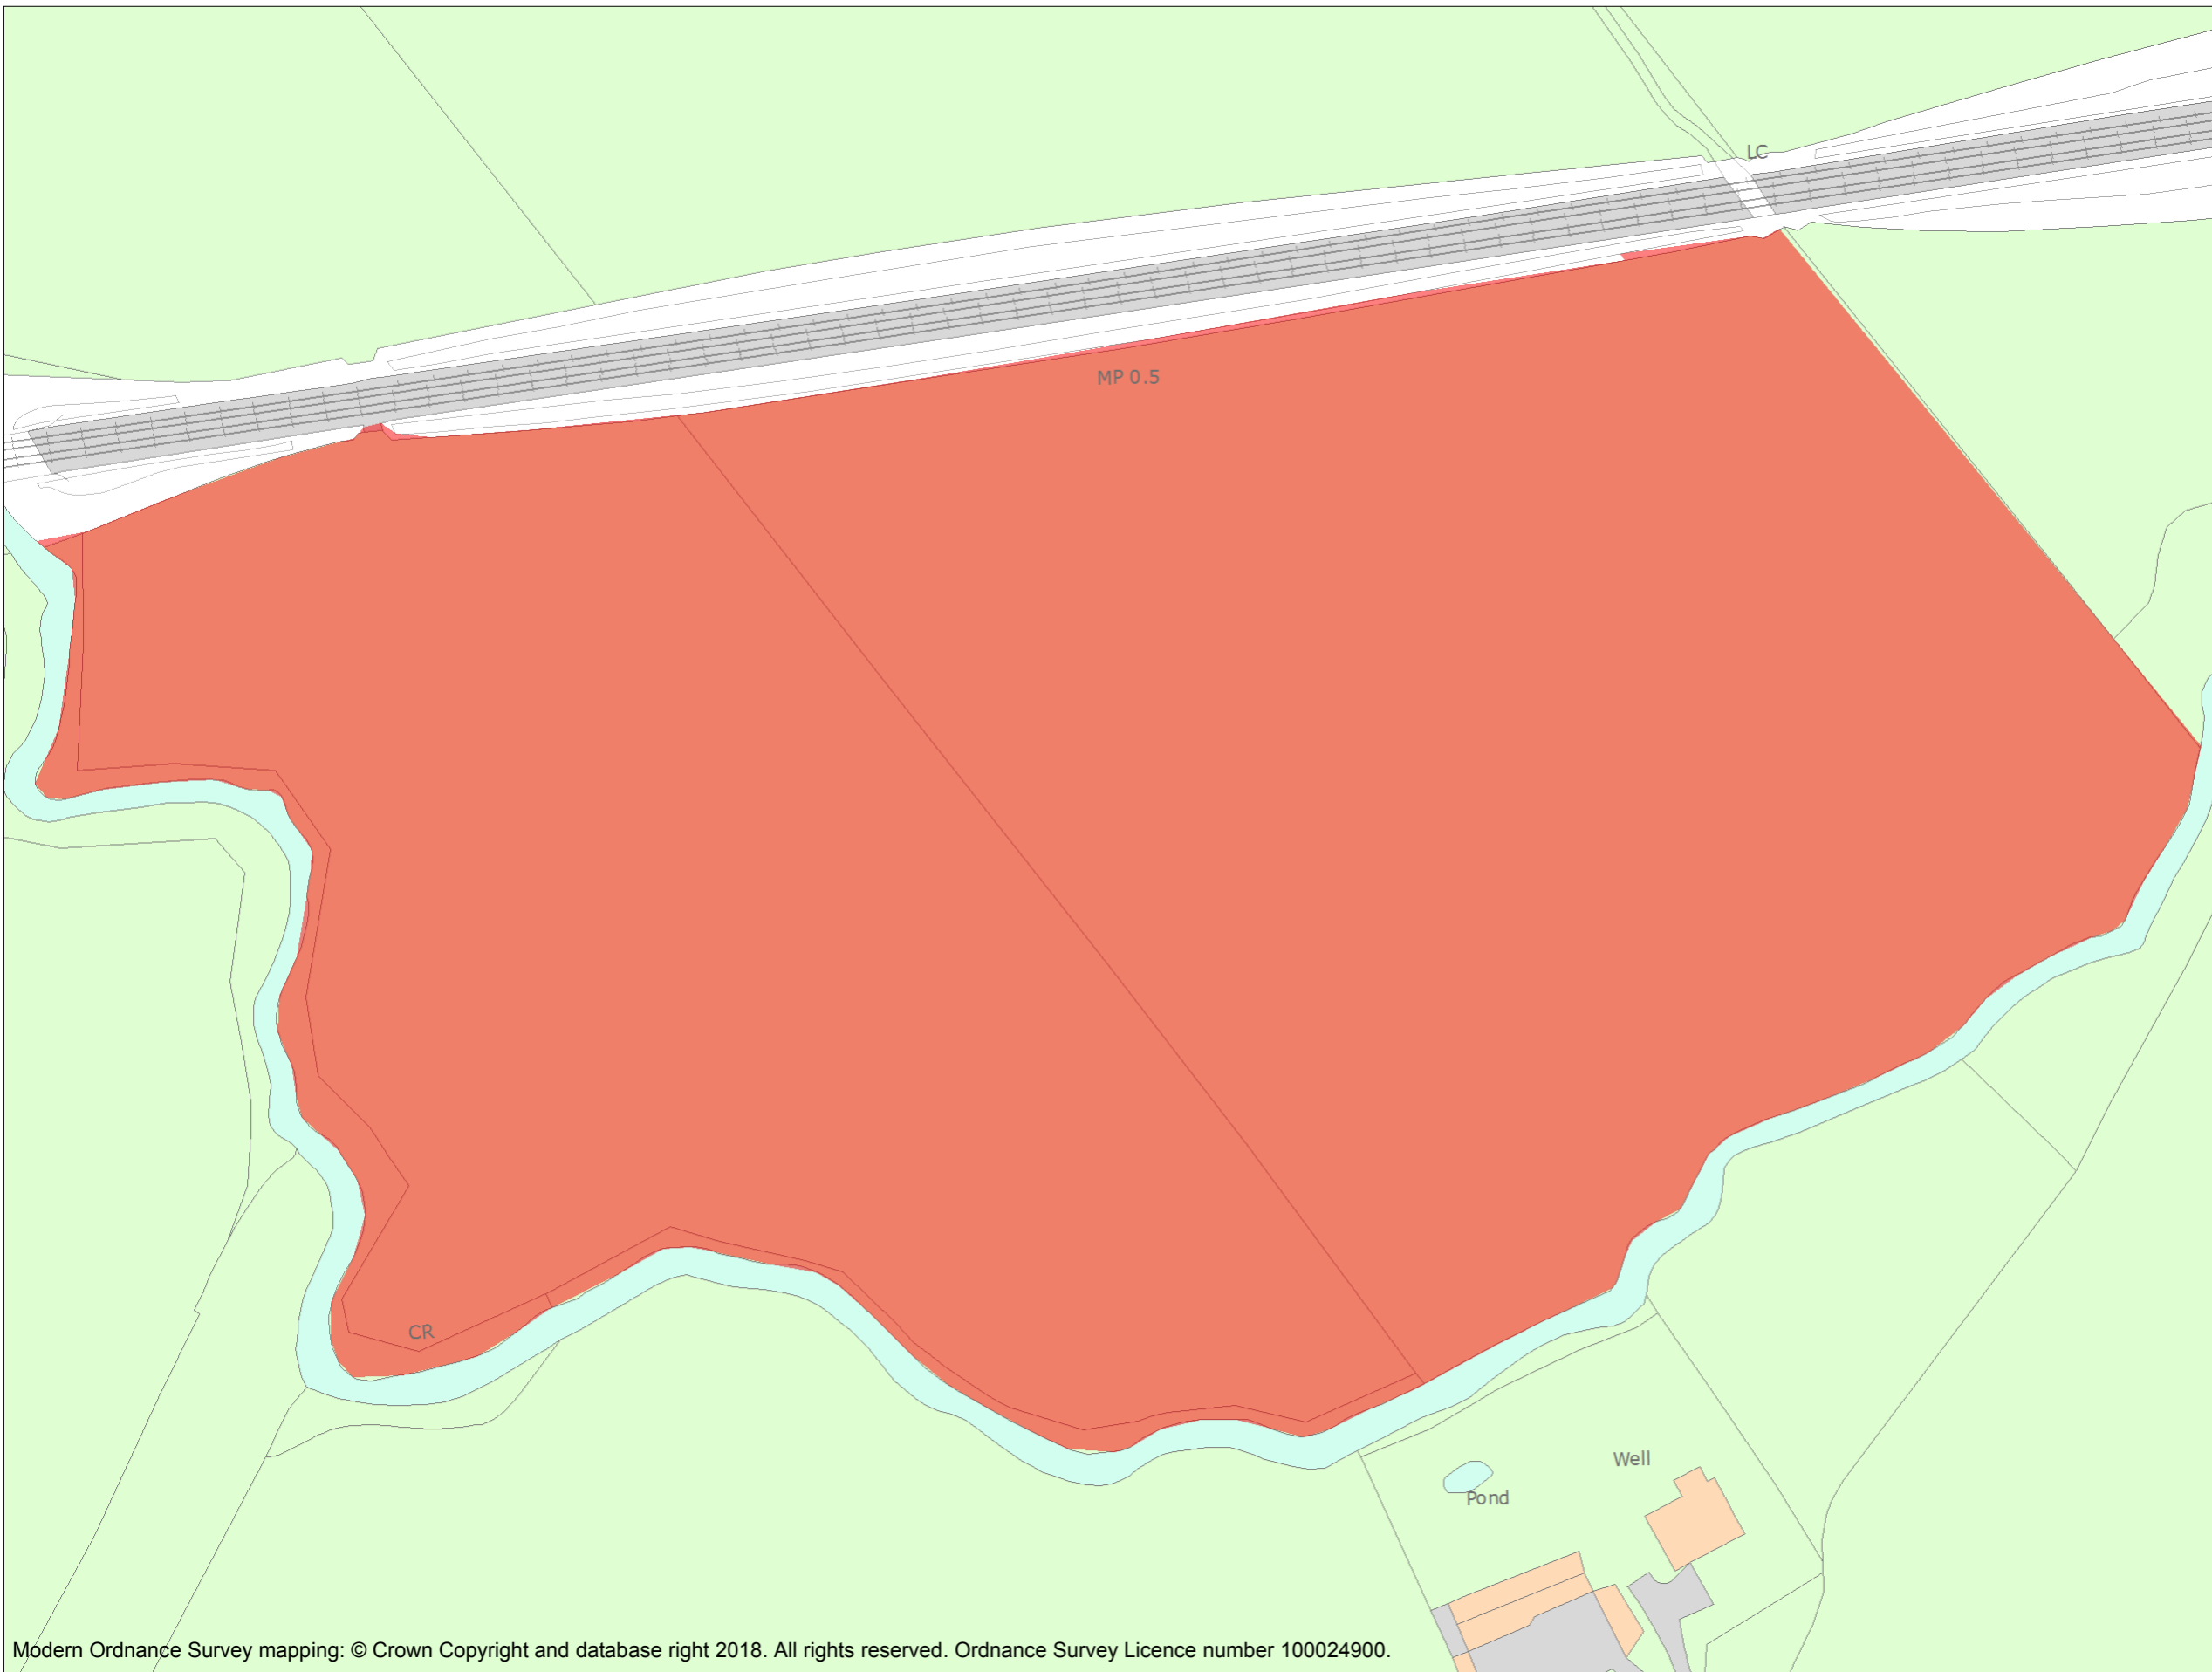 LC
MP 0.5
CR
Well
Pond
Modern Ordnance Survey mapping: © Crown Copyright and database right 2018. All rights reserved. Ordnance Survey Licence number 100024900.